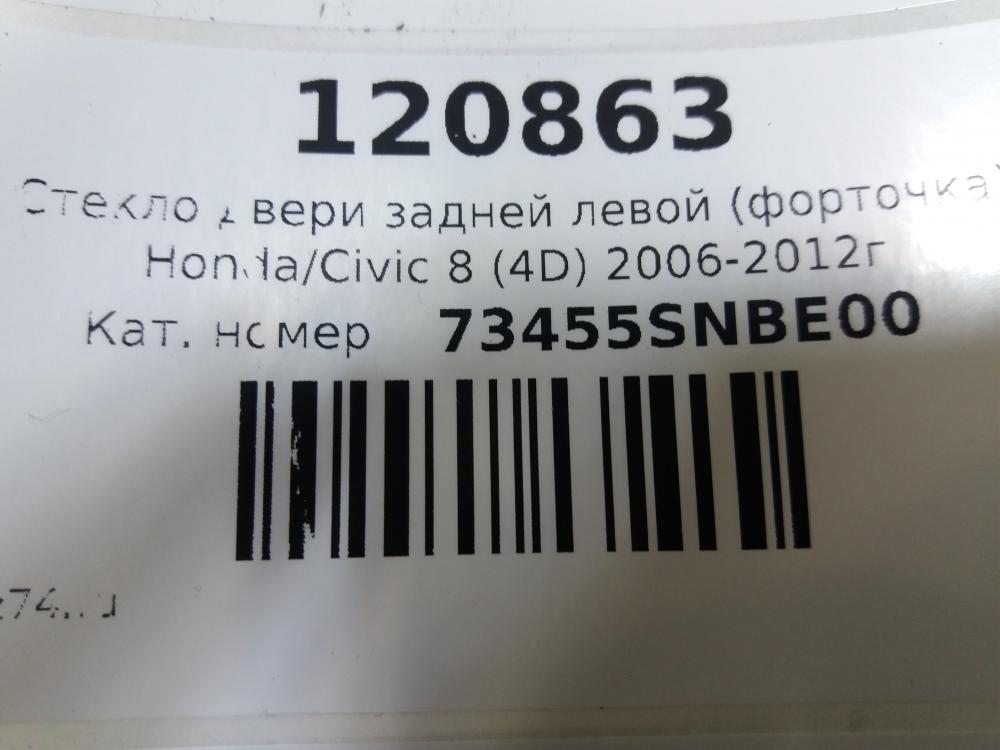 120863
Стекло двери задней левой (форточка)
Honda/Civic 8 (4D) 2006-2012г
Кат. номер 73455SNBE00